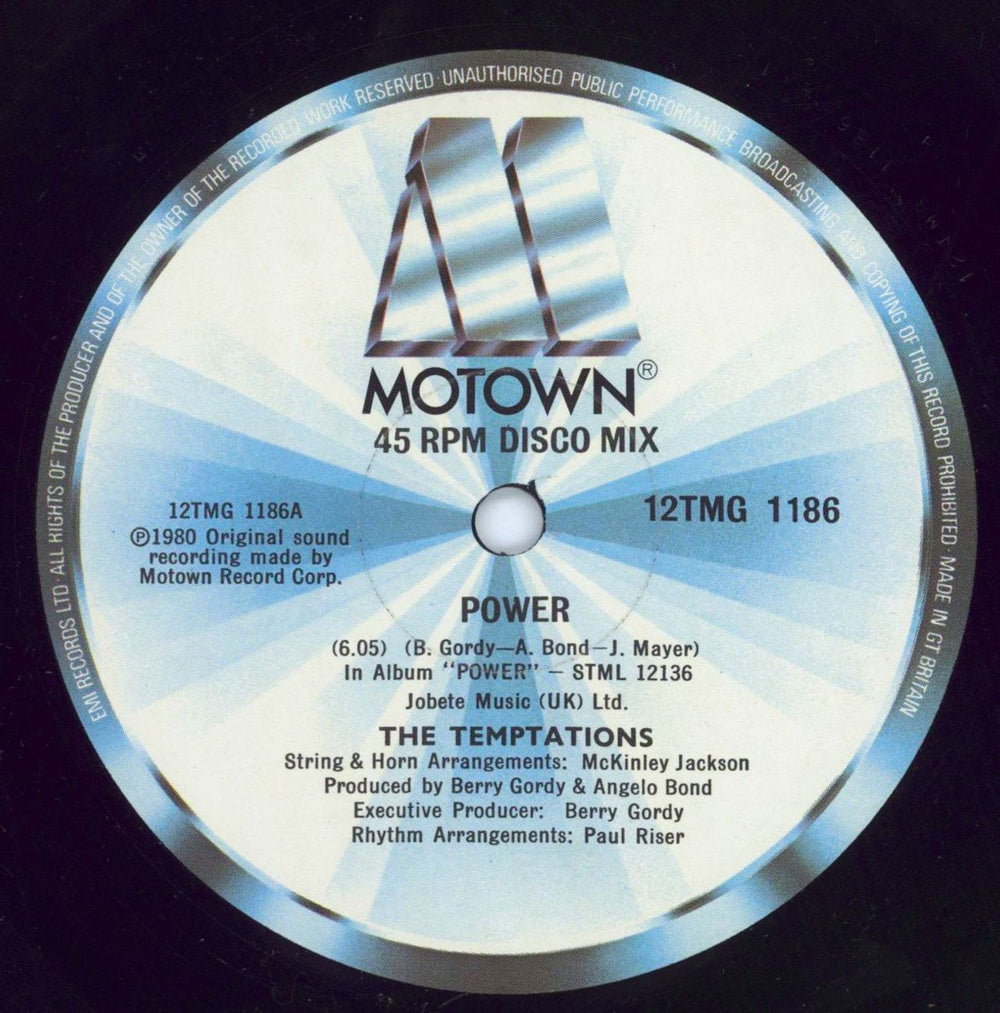 EMI RECORDS LTD · ALL RIGHTS OF THE PRODUCER AND OF THE OWNER OF THE RECORDED WORK RESERVED · UNAUTHORISED PUBLIC PERFORMANCE BROADCASTING AND COPYING OF THIS RECORD PROHIBITED · MADE IN GT BRITAIN
MOTOWN®
45 RPM DISCO MIX
12TMG 1186A
℗1980 Original sound
recording made by
Motown Record Corp.
12TMG 1186
POWER
(6.05) (B. Gordy—A. Bond—J. Mayer)
In Album "POWER" – STML 12136
Jobete Music (UK) Ltd.
THE TEMPTATIONS
String & Horn Arrangements: McKinley Jackson
Produced by Berry Gordy & Angelo Bond
Executive Producer: Berry Gordy
Rhythm Arrangements: Paul Riser